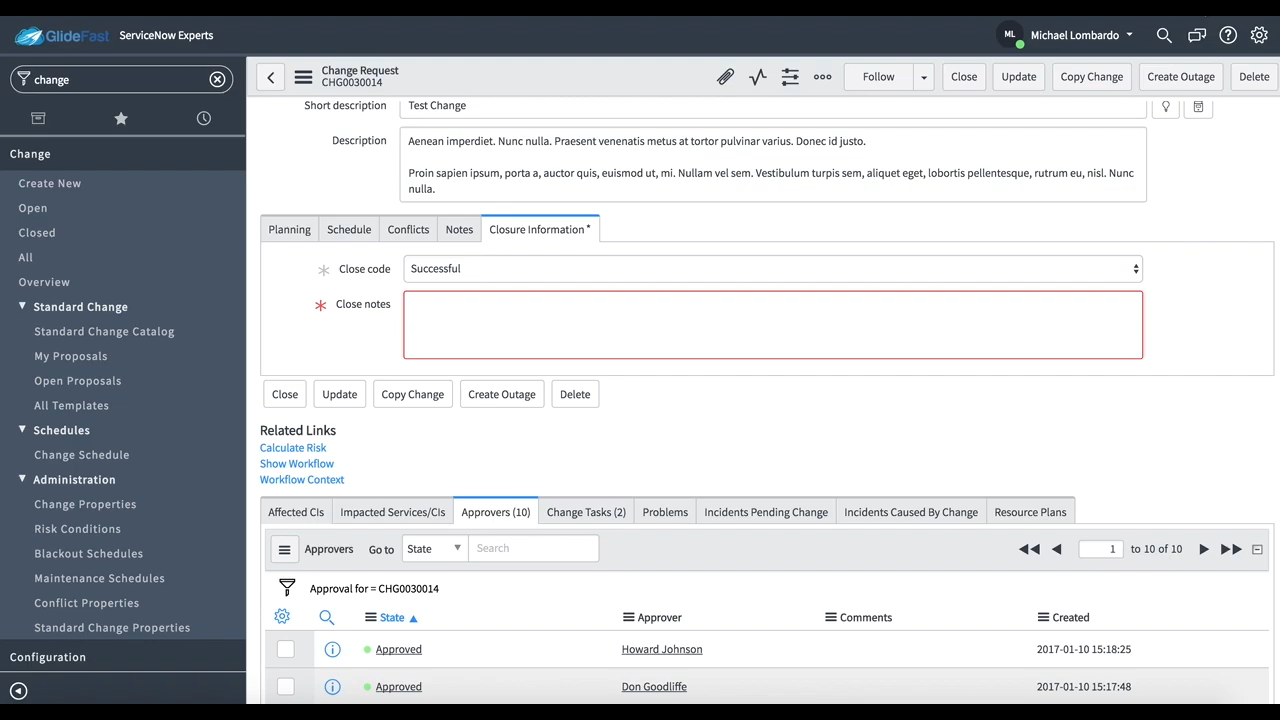 GlideFast ServiceNow Experts
ML Michael Lombardo
change
Change Request
CHG0030014
Follow Close Update Copy Change Create Outage Delete
Change
Create New
Open
Closed
All
Overview
Standard Change
Standard Change Catalog
My Proposals
Open Proposals
All Templates
Schedules
Change Schedule
Administration
Change Properties
Risk Conditions
Blackout Schedules
Maintenance Schedules
Conflict Properties
Standard Change Properties
Configuration
Short description Test Change
Description Aenean imperdiet. Nunc nulla. Praesent venenatis metus at tortor pulvinar varius. Donec id justo.
Proin sapien ipsum, porta a, auctor quis, euismod ut, mi. Nullam vel sem. Vestibulum turpis sem, aliquet eget, lobortis pellentesque, rutrum eu, nisl. Nunc
nulla.
Planning Schedule Conflicts Notes Closure Information *
Close code Successful
Close notes
Close Update Copy Change Create Outage Delete
Related Links
Calculate Risk
Show Workflow
Workflow Context
Affected CIs Impacted Services/CIs Approvers (10) Change Tasks (2) Problems Incidents Pending Change Incidents Caused By Change Resource Plans
Approvers Go to State Search 1 to 10 of 10
Approval for = CHG0030014
State Approver Comments Created
Approved Howard Johnson 2017-01-10 15:18:25
Approved Don Goodliffe 2017-01-10 15:17:48